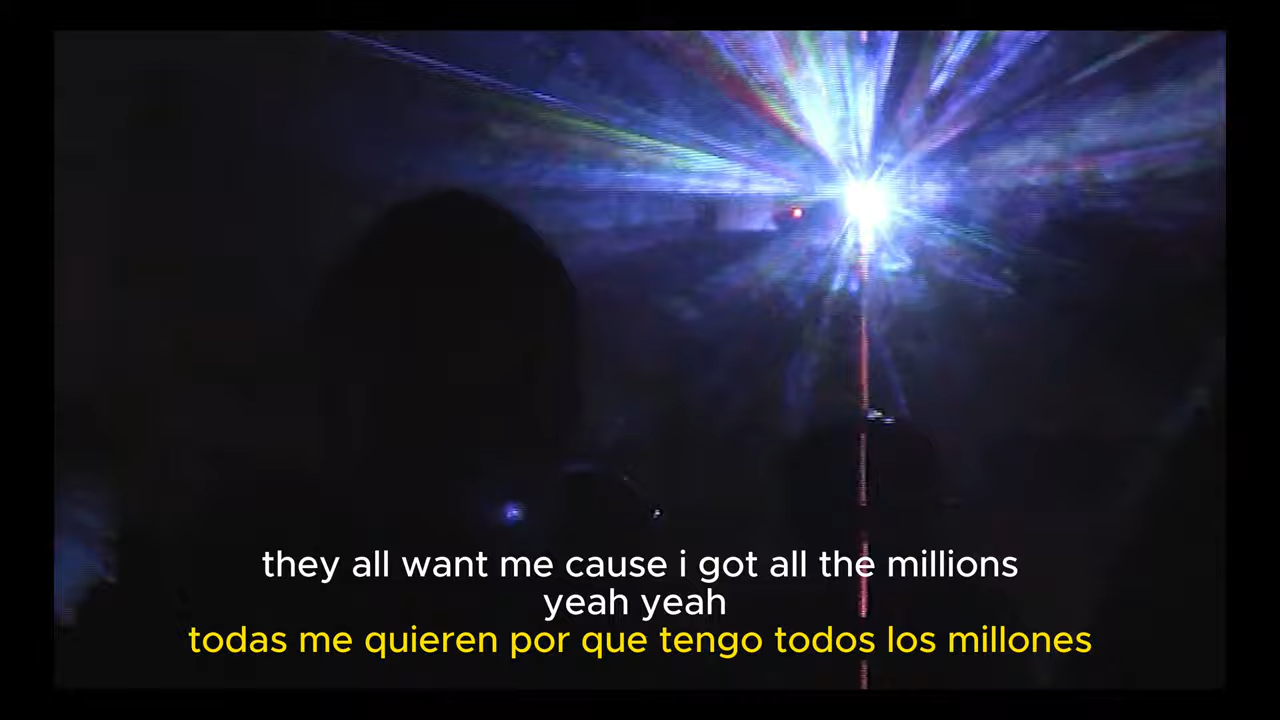 they all want me cause i got all the millions
yeah yeah
todas me quieren por que tengo todos los millones